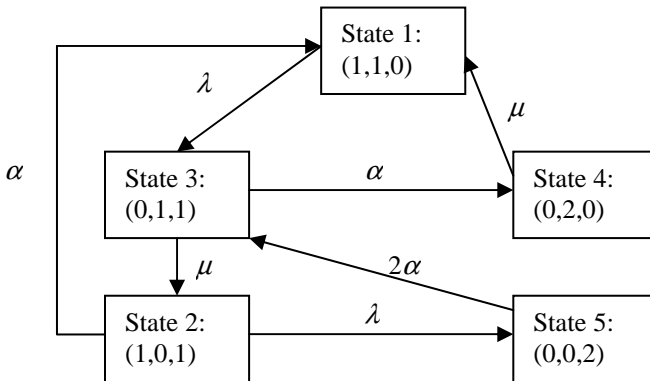 State 1:
(1,1,0)
λ
μ
α
State 3:
(0,1,1)
α
State 4:
(0,2,0)
μ
2α
State 2:
(1,0,1)
λ
State 5:
(0,0,2)